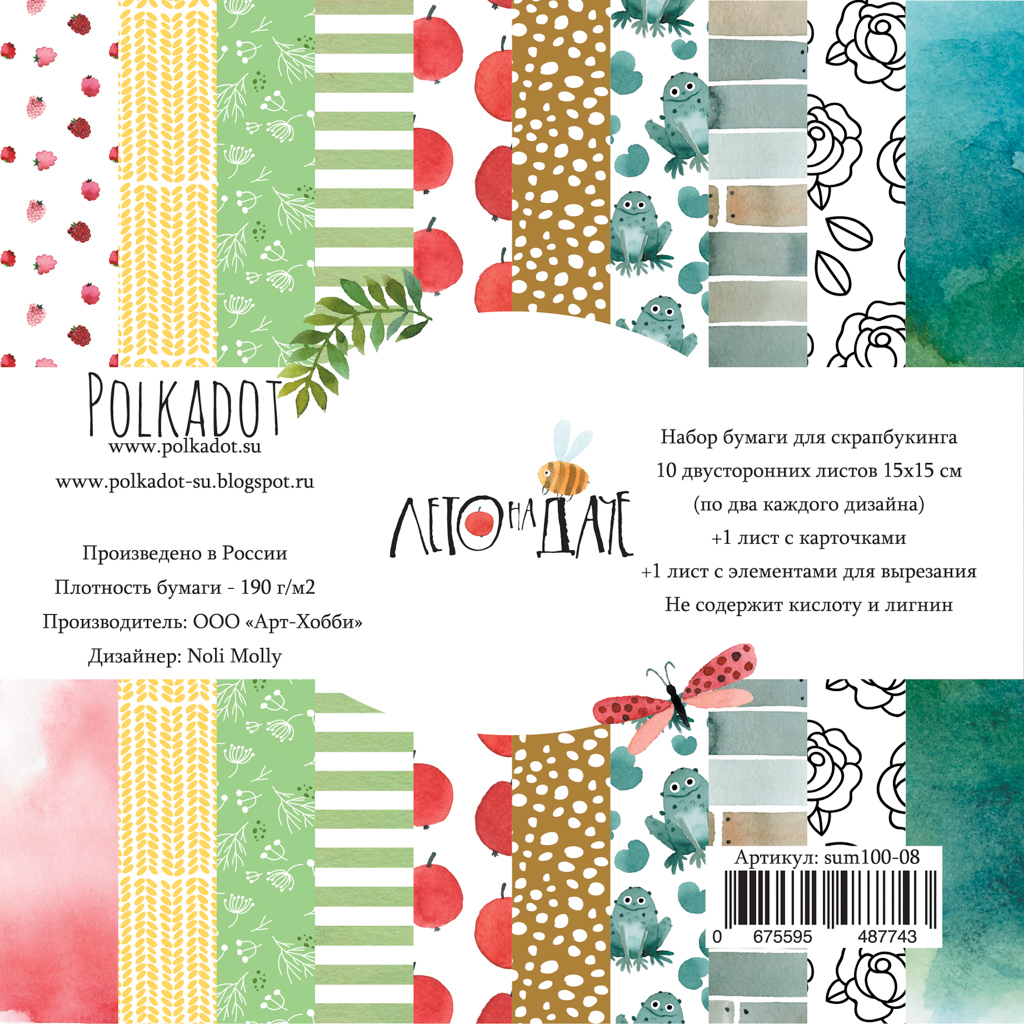 POLKADOT
www.polkadot.su
www.polkadot-su.blogspot.ru
Произведено в России
Плотность бумаги - 190 г/м2
Производитель: ООО «Арт-Хобби»
Дизайнер: Noli Molly
ЛЕТО НА ДАЧЕ
Набор бумаги для скрапбукинга
10 двусторонних листов 15х15 см
(по два каждого дизайна)
+1 лист с карточками
+1 лист с элементами для вырезания
Не содержит кислоту и лигнин
Артикул: sum100-08
0 675595 487743